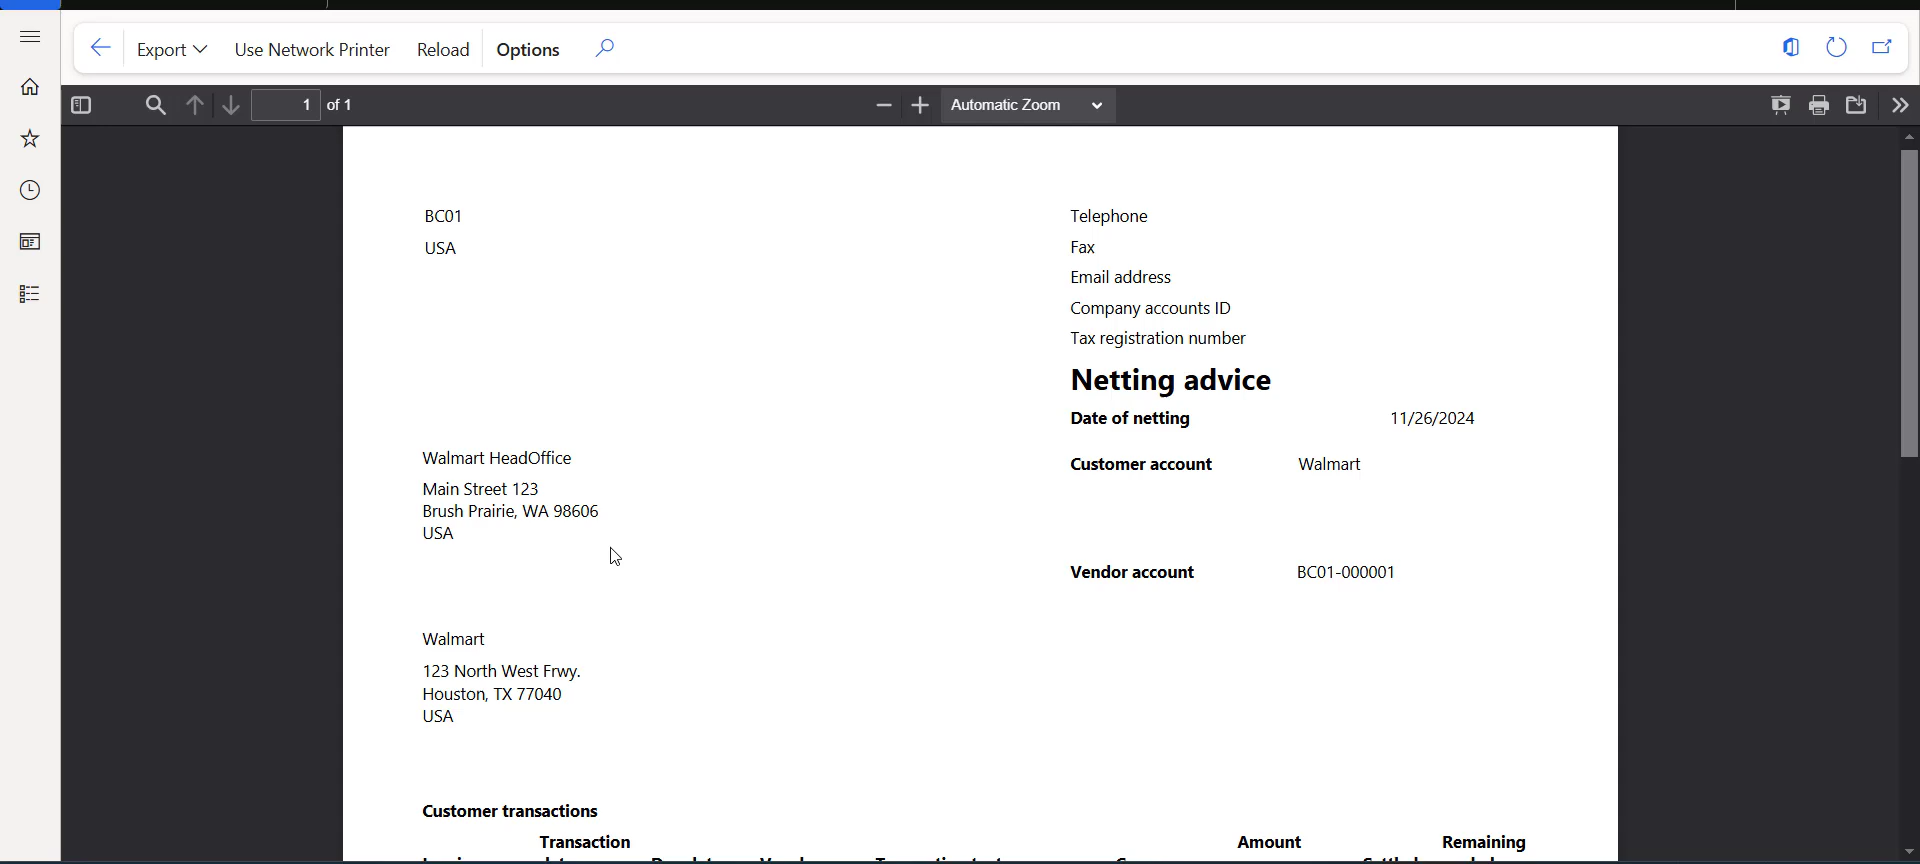 Export Use Network Printer Reload Options
1 of 1 Automatic Zoom
BC01
USA
Telephone
Fax
Email address
Company accounts ID
Tax registration number
Netting advice
Date of netting 11/26/2024
Walmart HeadOffice
Main Street 123
Brush Prairie, WA 98606
USA
Customer account Walmart
Vendor account BC01-000001
Walmart
123 North West Frwy.
Houston, TX 77040
USA
Customer transactions
Transaction Amount Remaining